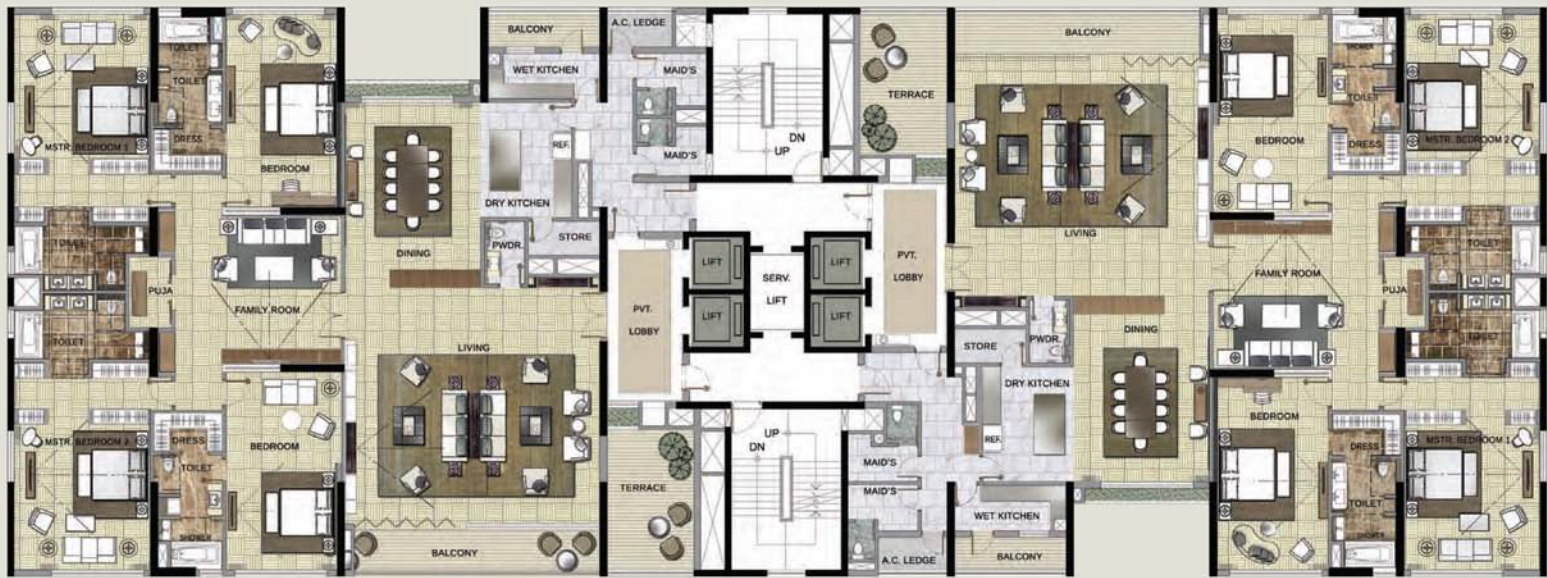 TOILET
TOILET
DRESS
MSTR. BEDROOM 1
BEDROOM
TOILET
PUJA
FAMILY ROOM
TOILET
MSTR. BEDROOM 2
DRESS
TOILET
SHOWER
BEDROOM
BALCONY
WET KITCHEN
A.C. LEDGE
MAID'S
MAID'S
REF.
DRY KITCHEN
STORE
PWDR.
DINING
LIVING
BALCONY
PVT.
LOBBY
TERRACE
DN
UP
LIFT
LIFT
SERV.
LIFT
LIFT
LIFT
UP
DN
TERRACE
PVT.
LOBBY
BALCONY
LIVING
DINING
STORE
PWDR.
DRY KITCHEN
REF.
MAID'S
MAID'S
WET KITCHEN
A.C. LEDGE
BALCONY
SHOWER
TOILET
DRESS
BEDROOM
MSTR. BEDROOM 2
TOILET
FAMILY ROOM
PUJA
TOILET
BEDROOM
DRESS
MSTR. BEDROOM 1
TOILET
SHOWER